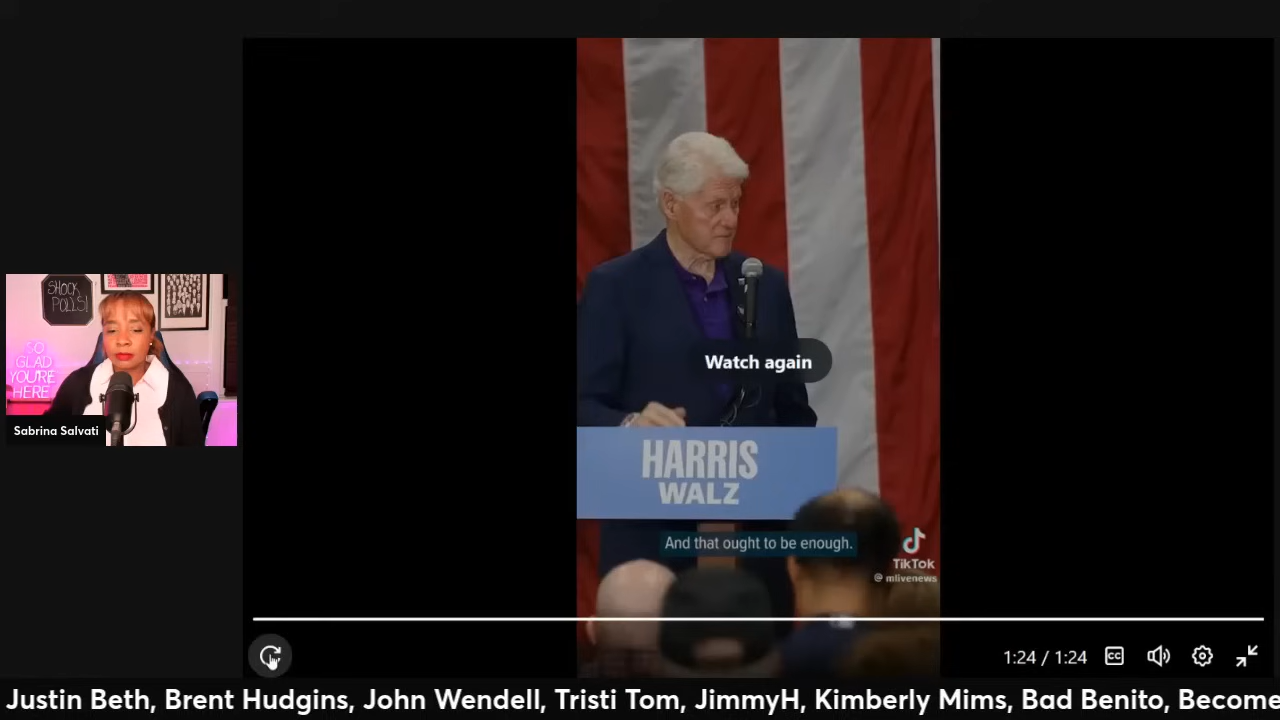 SHOCK
POLLS!
SO
GLAD
YOU'RE
HERE
Sabrina Salvati
Watch again
HARRIS
WALZ
And that ought to be enough.
TikTok
@ mlivenews
1:24 / 1:24
CC
Justin Beth, Brent Hudgins, John Wendell, Tristi Tom, JimmyH, Kimberly Mims, Bad Benito, Become